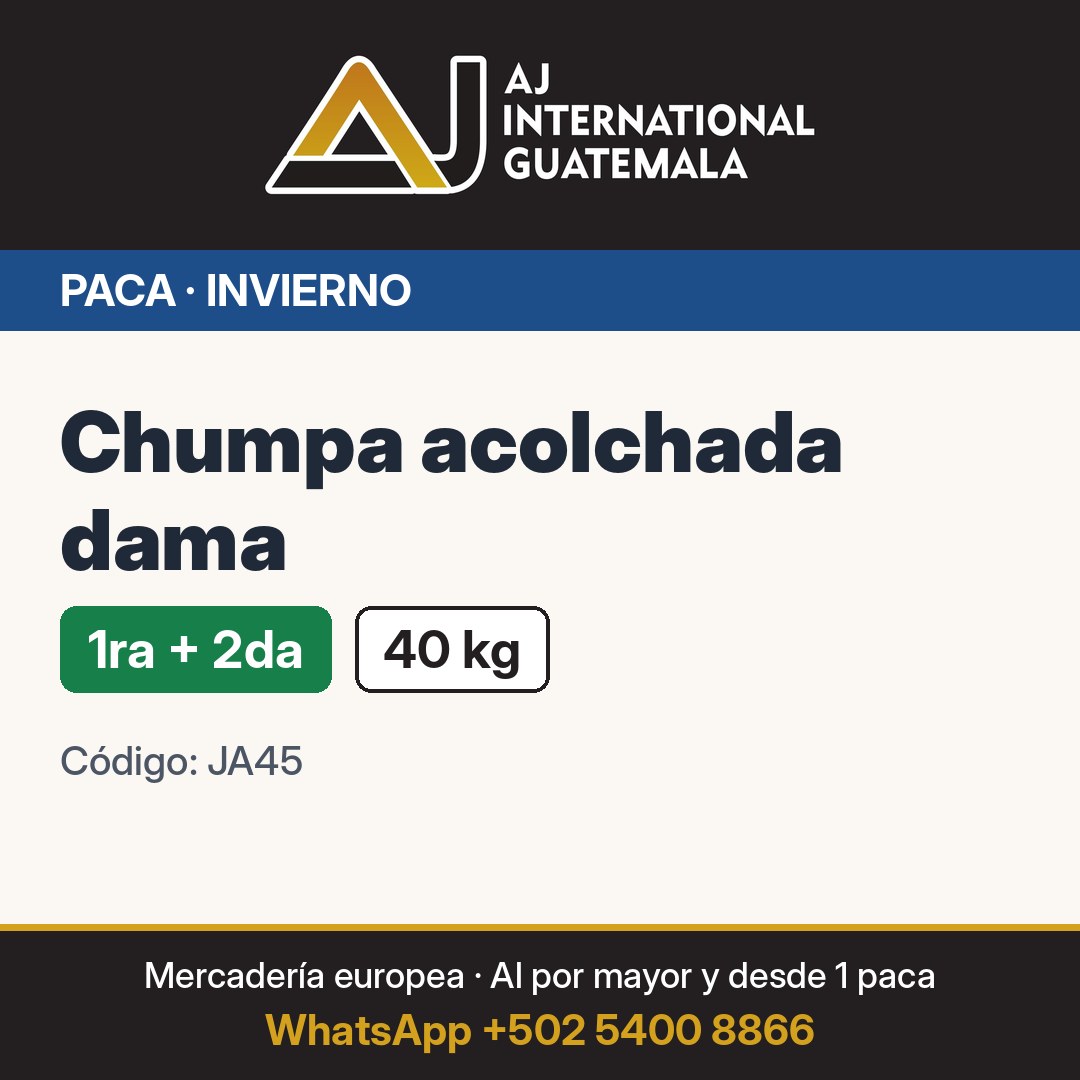 AJ
INTERNATIONAL
GUATEMALA
PACA · INVIERNO
Chumpa acolchada
dama
1ra + 2da
40 kg
Código: JA45
Mercadería europea · Al por mayor y desde 1 paca
WhatsApp +502 5400 8866